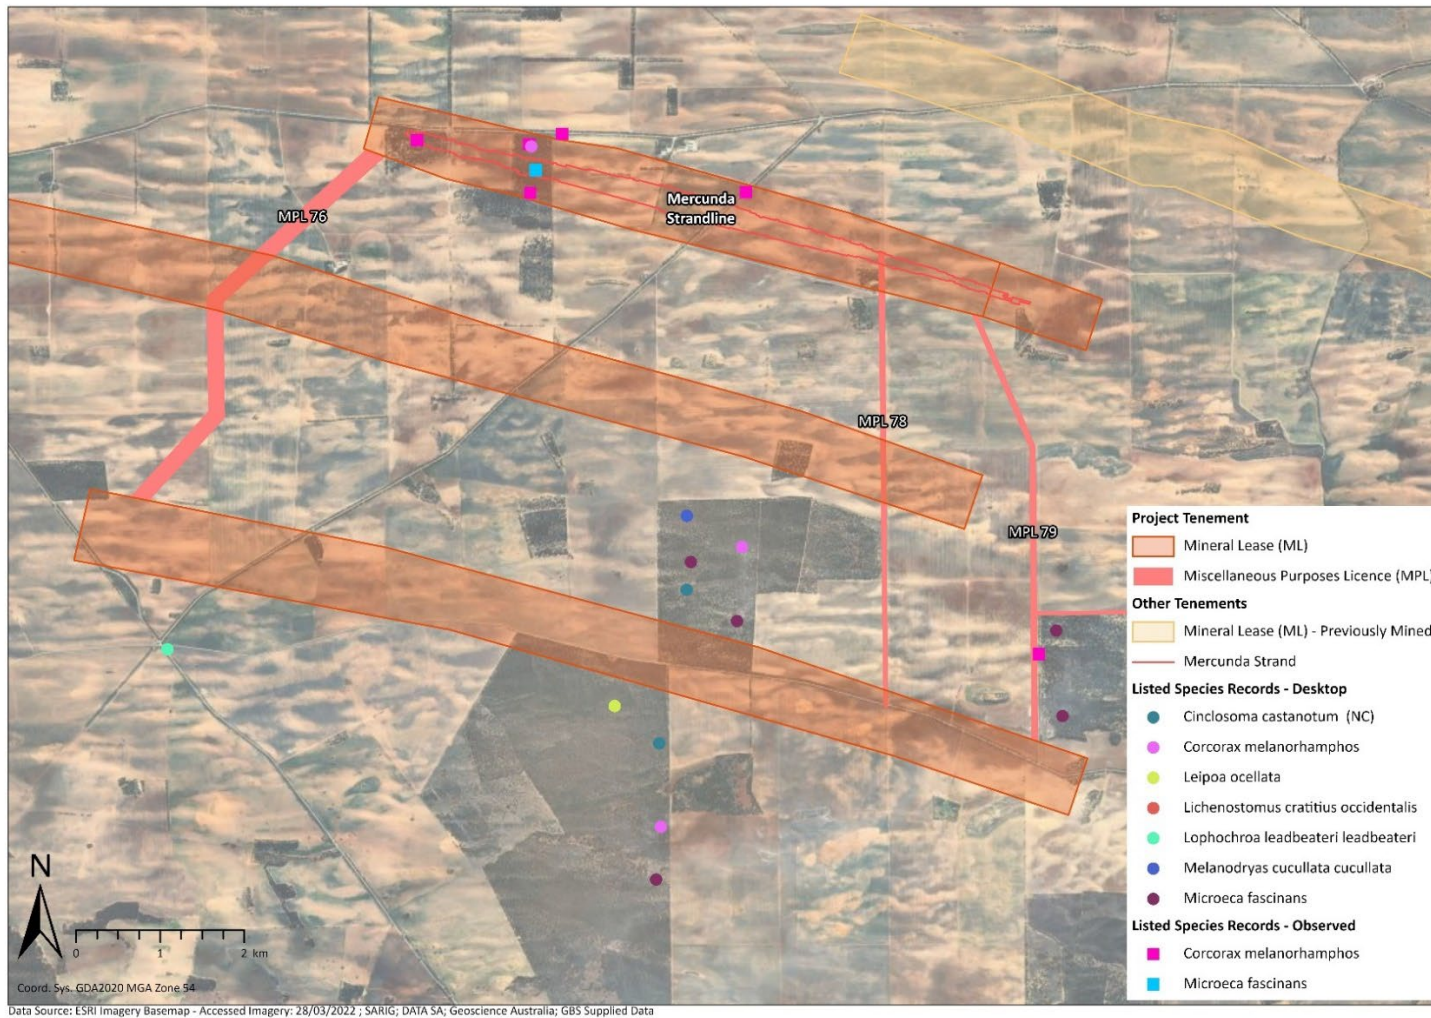 MPL 76
Mercunda
Strandline
MPL 78
MPL 79
Project Tenement
Mineral Lease (ML)
Miscellaneous Purposes Licence (MPL)
Other Tenements
Mineral Lease (ML) - Previously Mined
Mercunda Strand
Listed Species Records - Desktop
Cinclosoma castanotum (NC)
Corcorax melanorhamphos
Leipoa ocellata
Lichenostomus cratitius occidentalis
Lophochroa leadbeateri leadbeateri
Melanodryas cucullata cucullata
Microeca fascinans
Listed Species Records - Observed
Corcorax melanorhamphos
Microeca fascinans
N
0 1 2 km
Coord. Sys. GDA2020 MGA Zone 54
Data Source: ESRI Imagery Basemap - Accessed Imagery: 28/03/2022 ; SARIG; DATA SA; Geoscience Australia; GBS Supplied Data